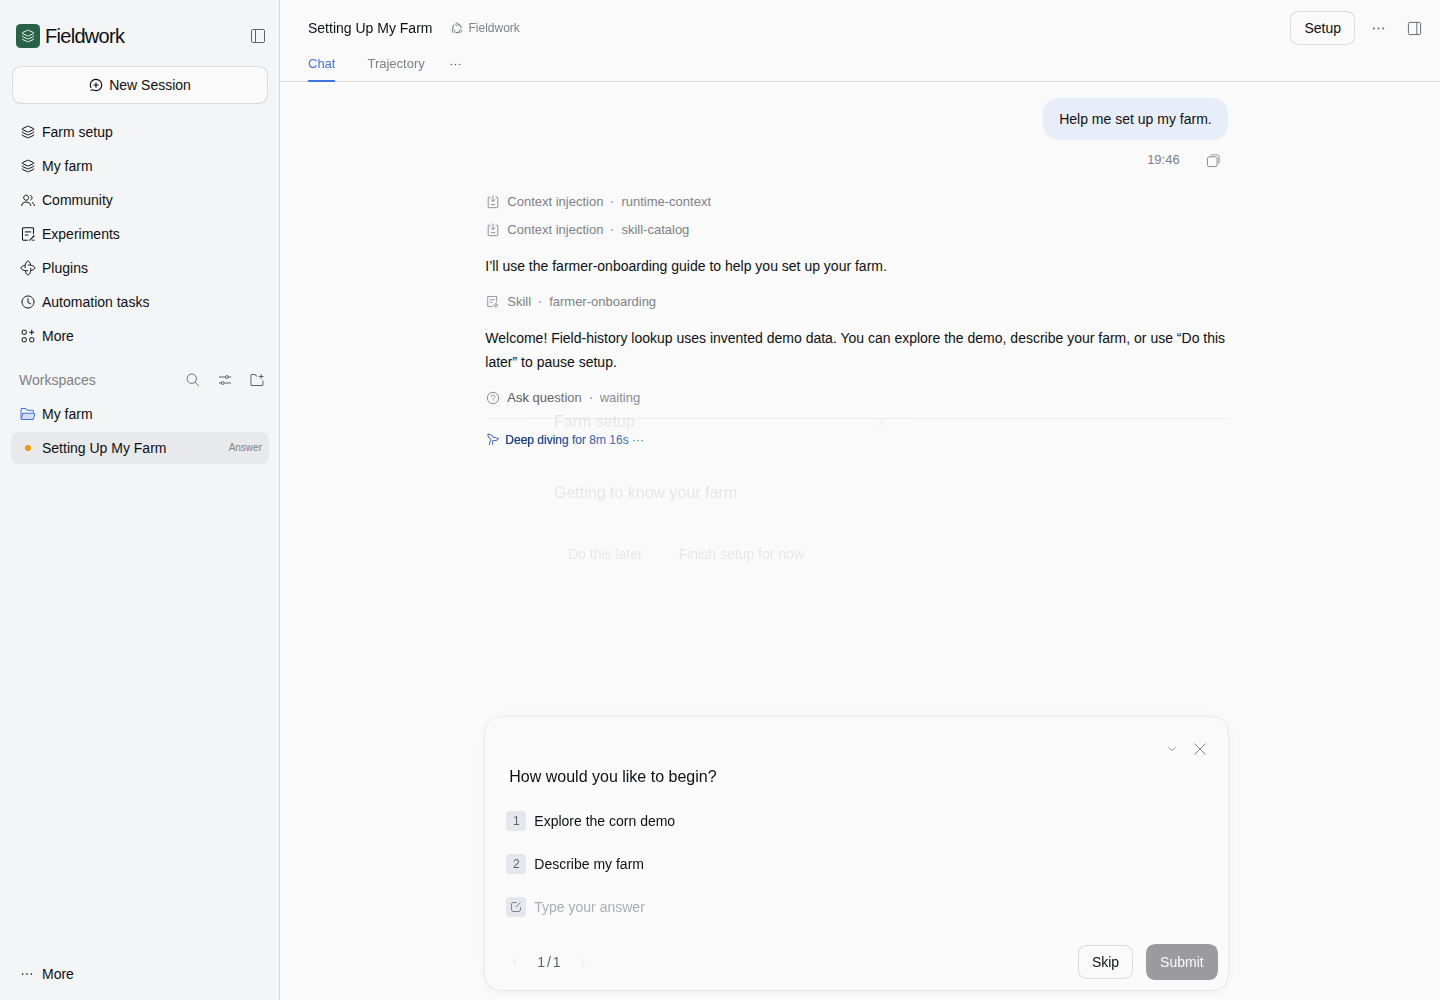 Fieldwork
New Session
Farm setup
My farm
Community
Experiments
Plugins
Automation tasks
More
Workspaces
My farm
Setting Up My Farm Answer
More
Setting Up My Farm Fieldwork
Setup
Chat Trajectory
Help me set up my farm.
19:46
Context injection · runtime-context
Context injection · skill-catalog
I’ll use the farmer-onboarding guide to help you set up your farm.
Skill · farmer-onboarding
Welcome! Field-history lookup uses invented demo data. You can explore the demo, describe your farm, or use “Do this
later” to pause setup.
Ask question · waiting
Farm setup
Deep diving for 8m 16s ···
Getting to know your farm
Do this later Finish setup for now
How would you like to begin?
1 Explore the corn demo
2 Describe my farm
Type your answer
1 / 1
Skip Submit